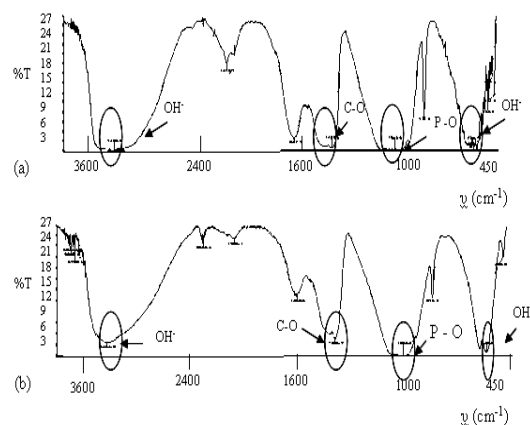 27
24
21
18
15
12
9
6
3
%T
OH-
C-O
P - O
OH-
(a)
3600
2400
1600
1000
450
ν (cm-1)
27
24
21
18
15
12
9
6
3
%T
OH-
C-O
P - O
OH
(b)
3600
2400
1600
1000
450
ν (cm-1)